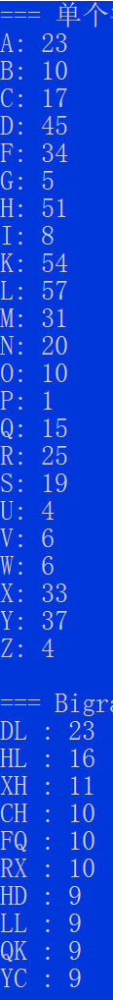 === 单个
A: 23
B: 10
C: 17
D: 45
F: 34
G: 5
H: 51
I: 8
K: 54
L: 57
M: 31
N: 20
O: 10
P: 1
Q: 15
R: 25
S: 19
U: 4
V: 6
W: 6
X: 33
Y: 37
Z: 4
=== Bigra
DL : 23
HL : 16
XH : 11
CH : 10
FQ : 10
RX : 10
HD : 9
LL : 9
QK : 9
YC : 9